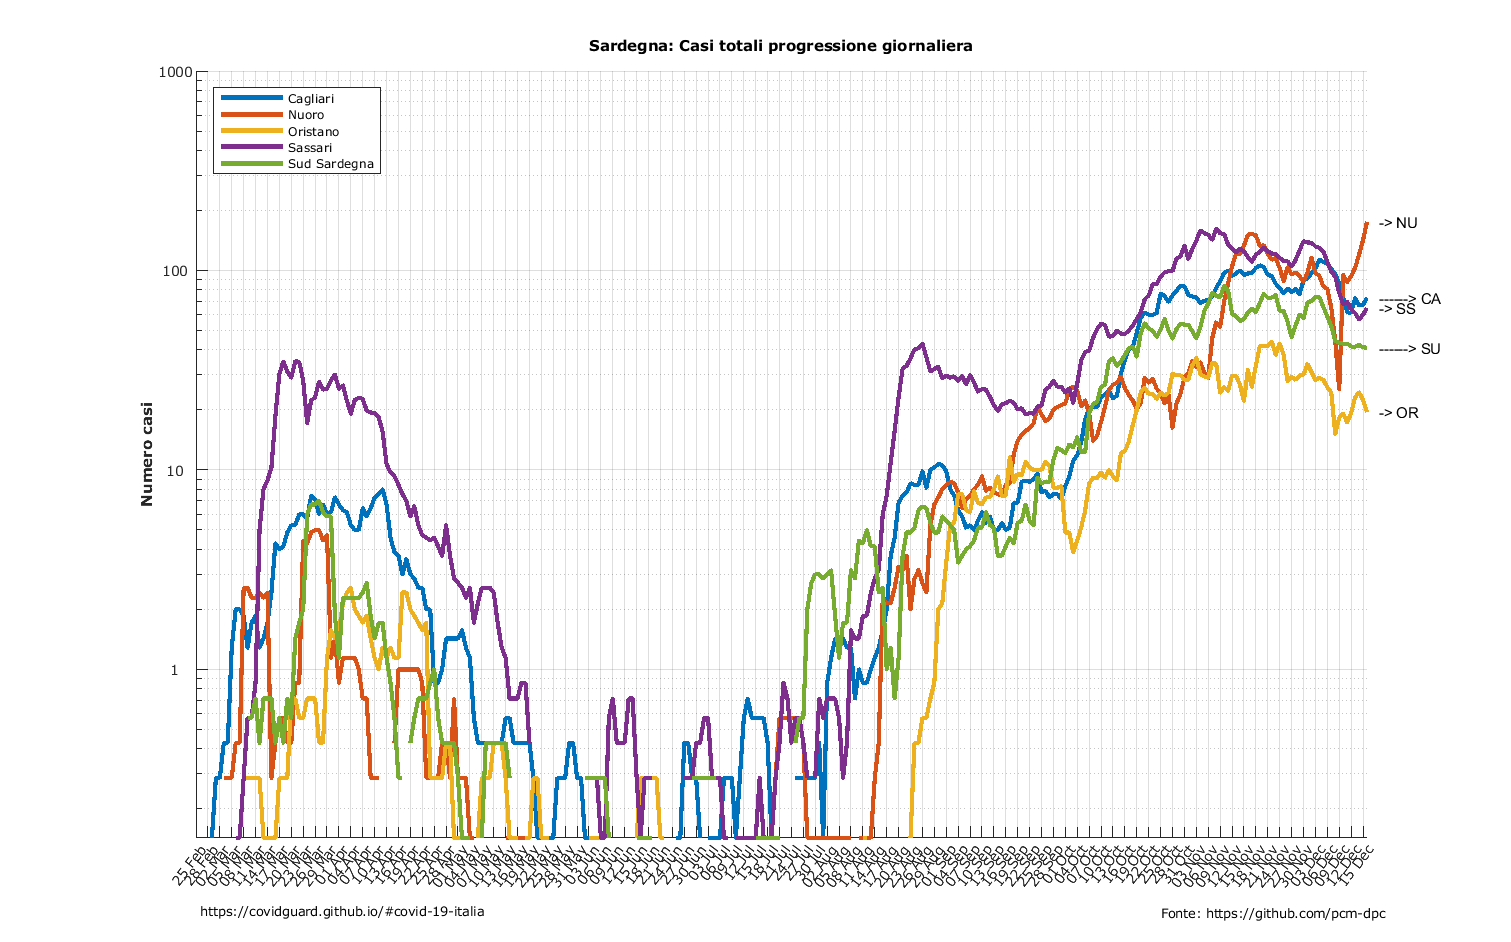 Sardegna: Casi totali progressione giornaliera
1000
100
10
1
Numero casi
Cagliari
Nuoro
Oristano
Sassari
Sud Sardegna
-> NU
------> CA
-> SS
------> SU
-> OR
25 Feb
28 Feb
02 Mar
05 Mar
08 Mar
11 Mar
14 Mar
17 Mar
20 Mar
23 Mar
26 Mar
29 Mar
01 Apr
04 Apr
07 Apr
10 Apr
13 Apr
16 Apr
19 Apr
22 Apr
25 Apr
28 Apr
01 May
04 May
07 May
10 May
13 May
16 May
19 May
22 May
25 May
28 May
31 May
03 Jun
06 Jun
09 Jun
12 Jun
15 Jun
18 Jun
21 Jun
24 Jun
27 Jun
30 Jun
03 Jul
06 Jul
09 Jul
12 Jul
15 Jul
18 Jul
21 Jul
24 Jul
27 Jul
30 Jul
02 Aug
05 Aug
08 Aug
11 Aug
14 Aug
17 Aug
20 Aug
23 Aug
26 Aug
29 Aug
01 Sep
04 Sep
07 Sep
10 Sep
13 Sep
16 Sep
19 Sep
22 Sep
25 Sep
28 Sep
01 Oct
04 Oct
07 Oct
10 Oct
13 Oct
16 Oct
19 Oct
22 Oct
25 Oct
28 Oct
31 Oct
03 Nov
06 Nov
09 Nov
12 Nov
15 Nov
18 Nov
21 Nov
24 Nov
27 Nov
30 Nov
03 Dec
06 Dec
09 Dec
12 Dec
15 Dec
https://covidguard.github.io/#covid-19-italia
Fonte: https://github.com/pcm-dpc